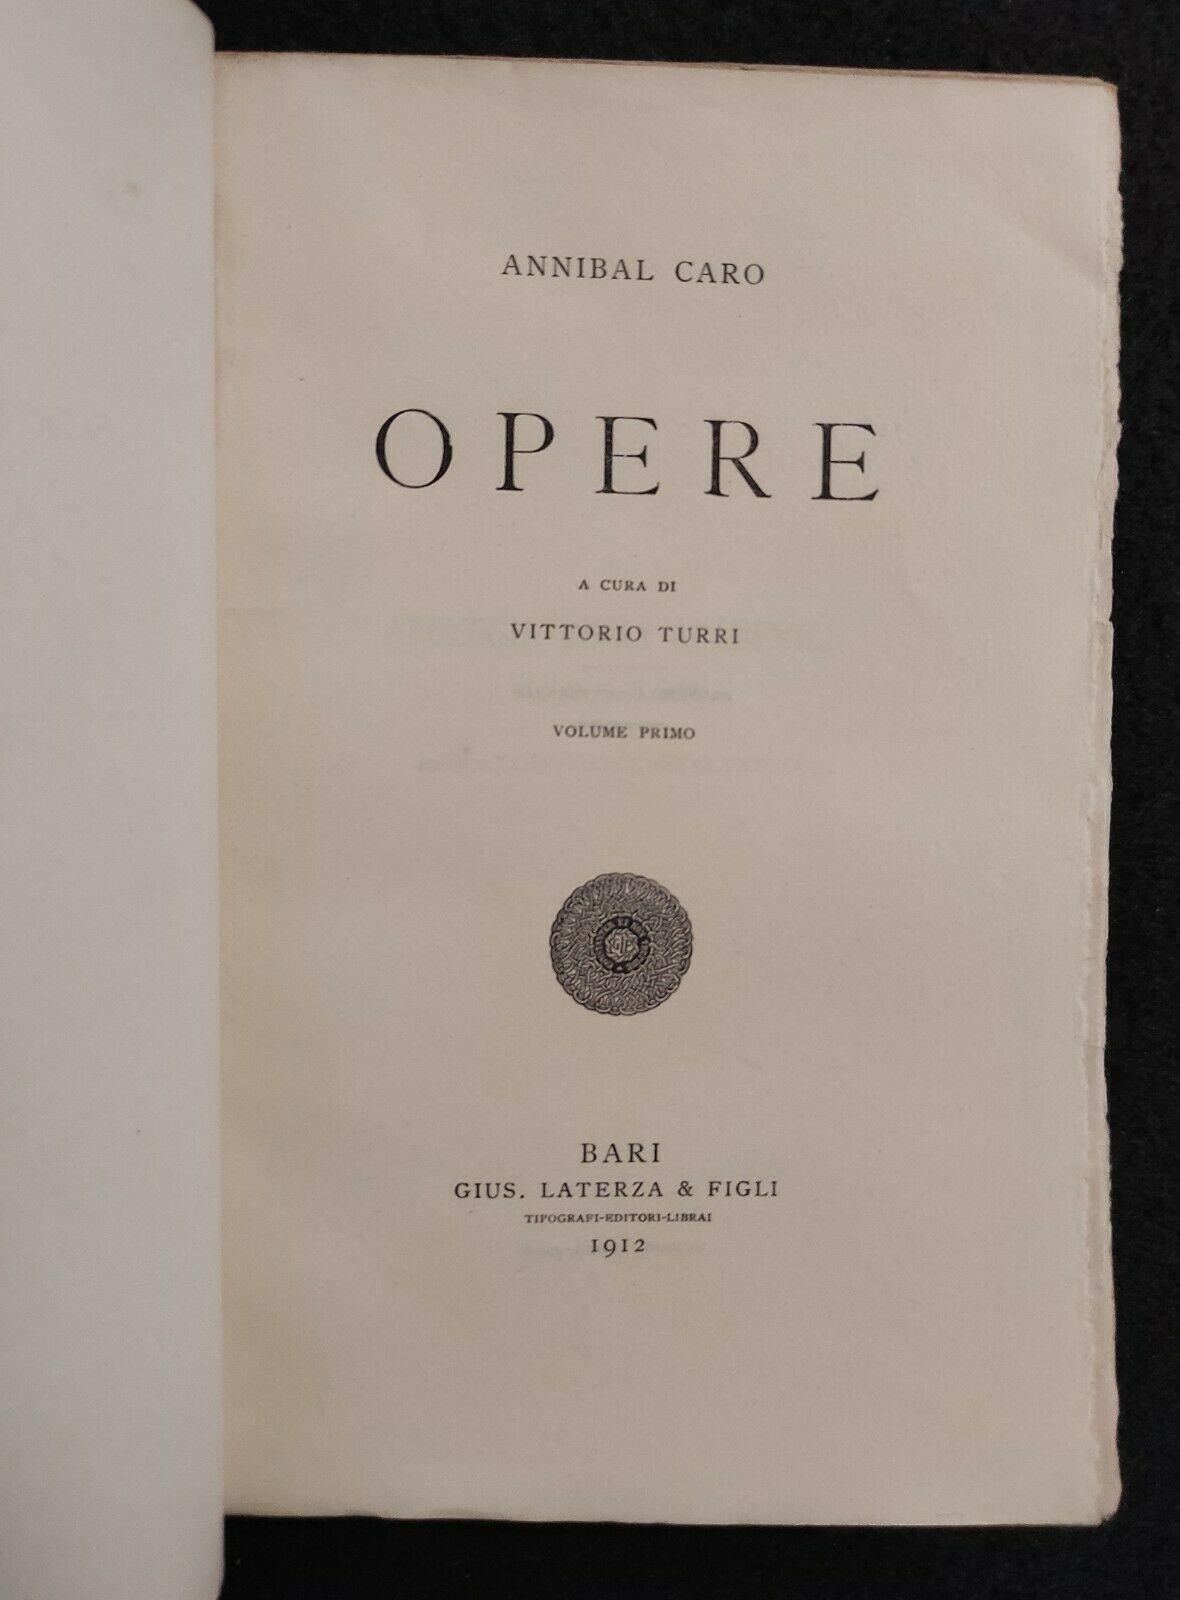 ANNIBAL CARO
OPERE
A CURA DI
VITTORIO TURRI
VOLUME PRIMO
BARI
GIUS. LATERZA & FIGLI
TIPOGRAFI-EDITORI-LIBRAI
1912